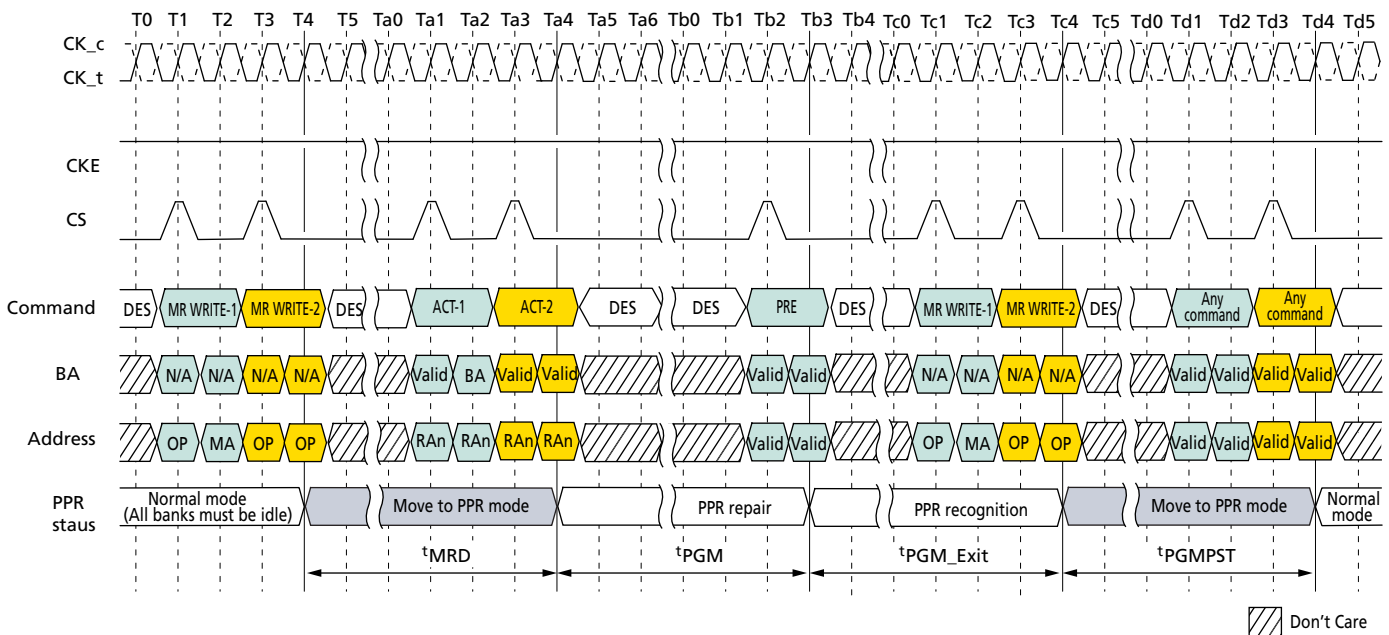 T0 T1 T2 T3 T4 T5 Ta0 Ta1 Ta2 Ta3 Ta4 Ta5 Ta6 Tb0 Tb1 Tb2 Tb3 Tb4 Tc0 Tc1 Tc2 Tc3 Tc4 Tc5 Td0 Td1 Td2 Td3 Td4 Td5
CK_c
CK_t
CKE
CS
Command DES MR WRITE-1 MR WRITE-2 DES ACT-1 ACT-2 DES DES PRE DES MR WRITE-1 MR WRITE-2 DES Any command Any command
BA N/A N/A N/A N/A Valid BA Valid Valid Valid Valid N/A N/A N/A N/A Valid Valid Valid Valid
Address OP MA OP OP RAn RAn RAn RAn Valid Valid OP MA OP OP Valid Valid Valid Valid
PPR
staus
Normal mode
(All banks must be idle)
Move to PPR mode
PPR repair
PPR recognition
Move to PPR mode
Normal
mode
tMRD tPGM tPGM_Exit tPGMPST
Don't Care